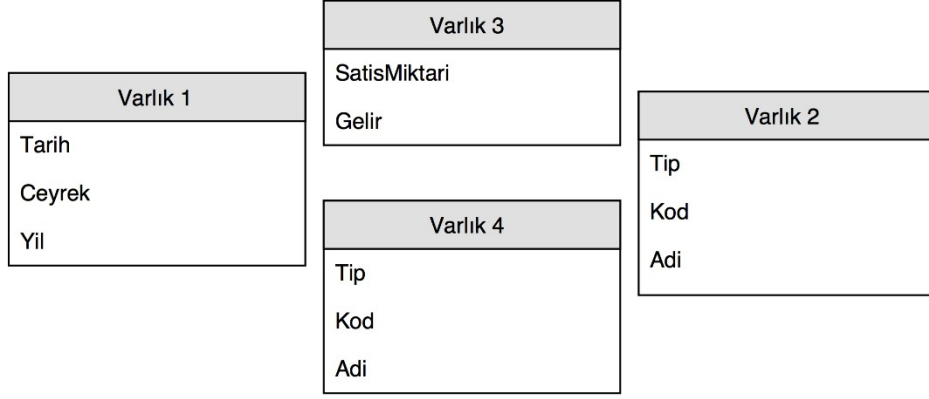 Varlık 1
Tarih
Ceyrek
Yil
Varlık 3
SatisMiktari
Gelir
Varlık 4
Tip
Kod
Adi
Varlık 2
Tip
Kod
Adi